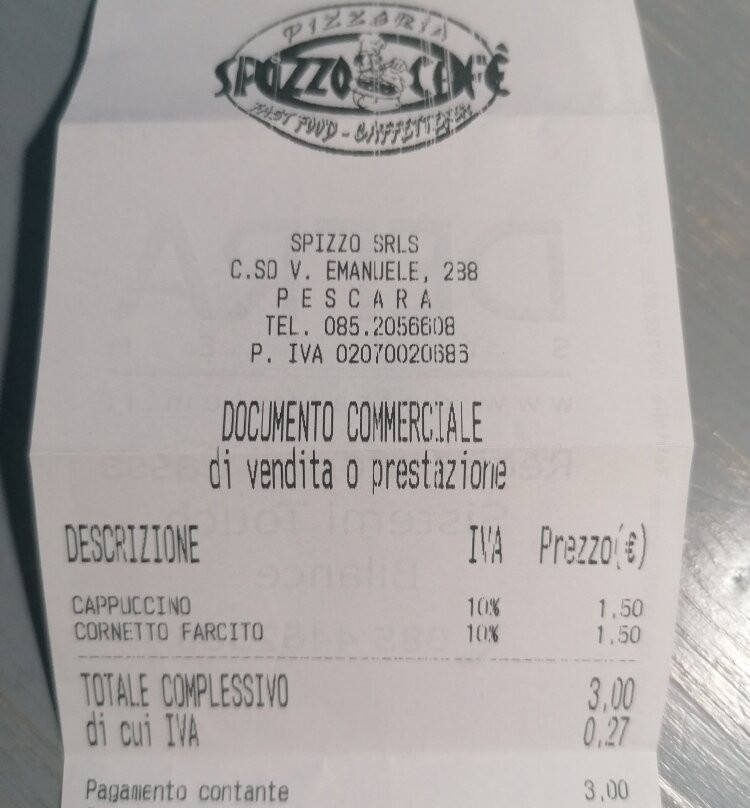 PIZZERIA
SPIZZO CAFÈ
FAST FOOD - CAFFETTERIA
SPIZZO SRLS
C.SO V. EMANUELE, 238
PESCARA
TEL. 085.2056608
P. IVA 02070020686
DOCUMENTO COMMERCIALE
di vendita o prestazione
DESCRIZIONE IVA Prezzo(€)
CAPPUCCINO 10% 1.50
CORNETTO FARCITO 10% 1.50
TOTALE COMPLESSIVO 3,00
di cui IVA 0,27
Pagamento contante 3.00